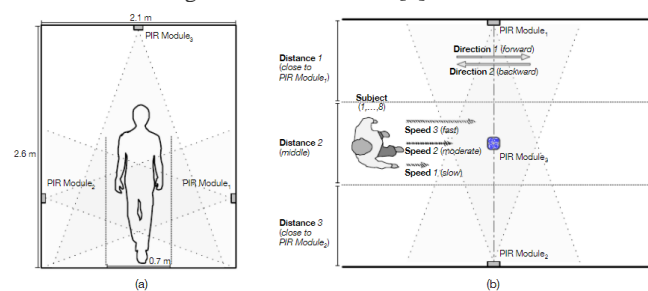 2.1 m
PIR Module3
2.6 m
PIR Module2
PIR Module1
0.7 m
(a)
PIR Module1
Distance 1
(close to
PIR Module1)
Direction 1 (forward)
Direction 2 (backward)
Subject
(1,...,8)
Speed 3 (fast)
Distance 2
(middle)
Speed 2 (moderate)
PIR Module3
Speed 1 (slow)
Distance 3
(close to
PIR Module2)
PIR Module2
(b)